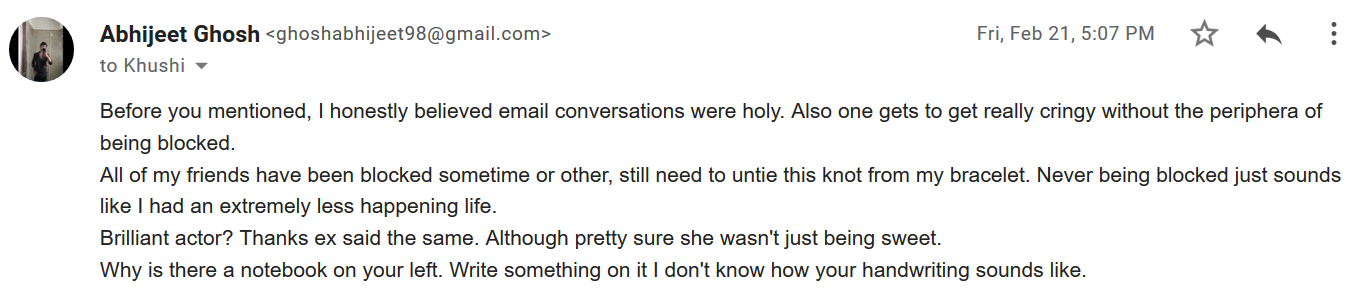 Abhijeet Ghosh <ghoshabhijeet98@gmail.com> Fri, Feb 21, 5:07 PM
to Khushi
Before you mentioned, I honestly believed email conversations were holy. Also one gets to get really cringy without the periphera of
being blocked.
All of my friends have been blocked sometime or other, still need to untie this knot from my bracelet. Never being blocked just sounds
like I had an extremely less happening life.
Brilliant actor? Thanks ex said the same. Although pretty sure she wasn't just being sweet.
Why is there a notebook on your left. Write something on it I don't know how your handwriting sounds like.